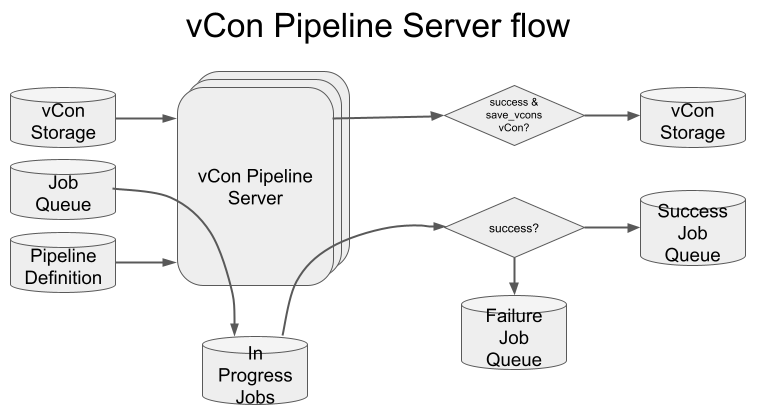 vCon Pipeline Server flow
vCon
Storage
Job
Queue
Pipeline
Definition
vCon Pipeline
Server
In
Progress
Jobs
success &
save_vcons
vCon?
vCon
Storage
success?
Success
Job
Queue
Failure
Job
Queue